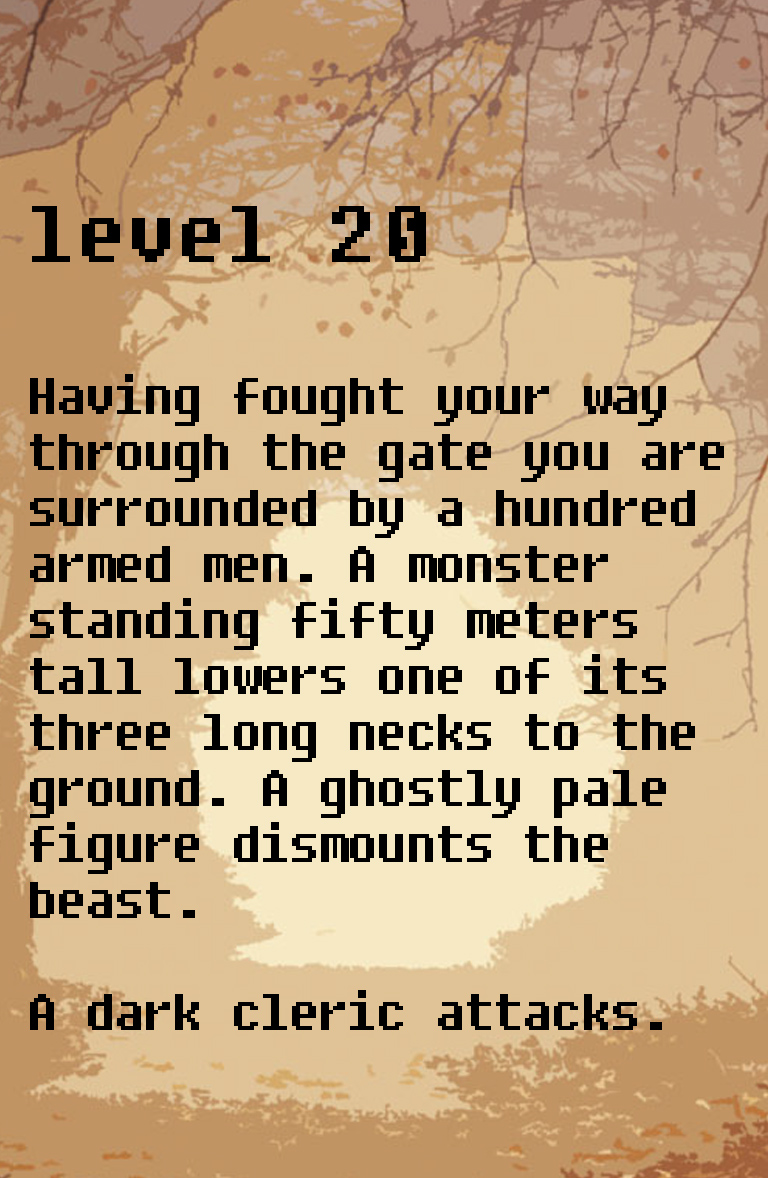 level 20
Having fought your way
through the gate you are
surrounded by a hundred
armed men. A monster
standing fifty meters
tall lowers one of its
three long necks to the
ground. A ghostly pale
figure dismounts the
beast.
A dark cleric attacks.